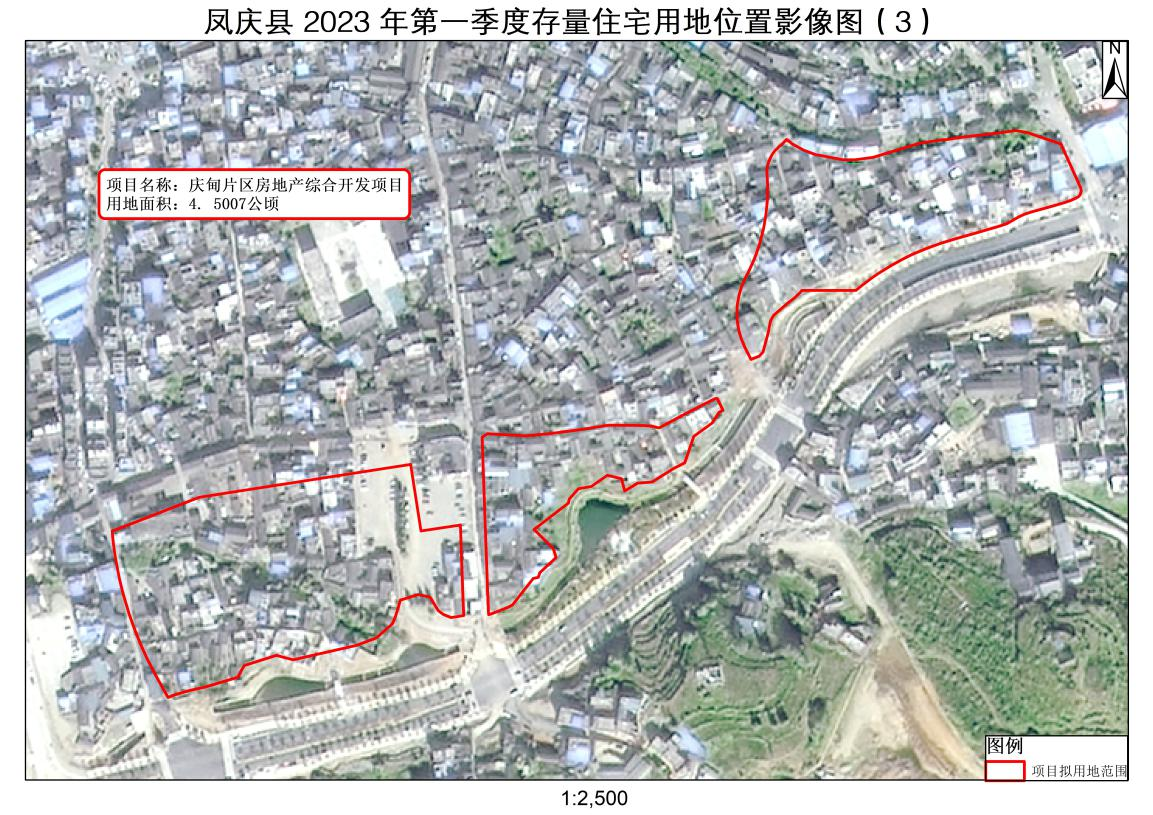 凤庆县 2023 年第一季度存量住宅用地位置影像图（3）
N
项目名称：庆甸片区房地产综合开发项目
用地面积：4. 5007公顷
图例
项目拟用地范围
1:2,500